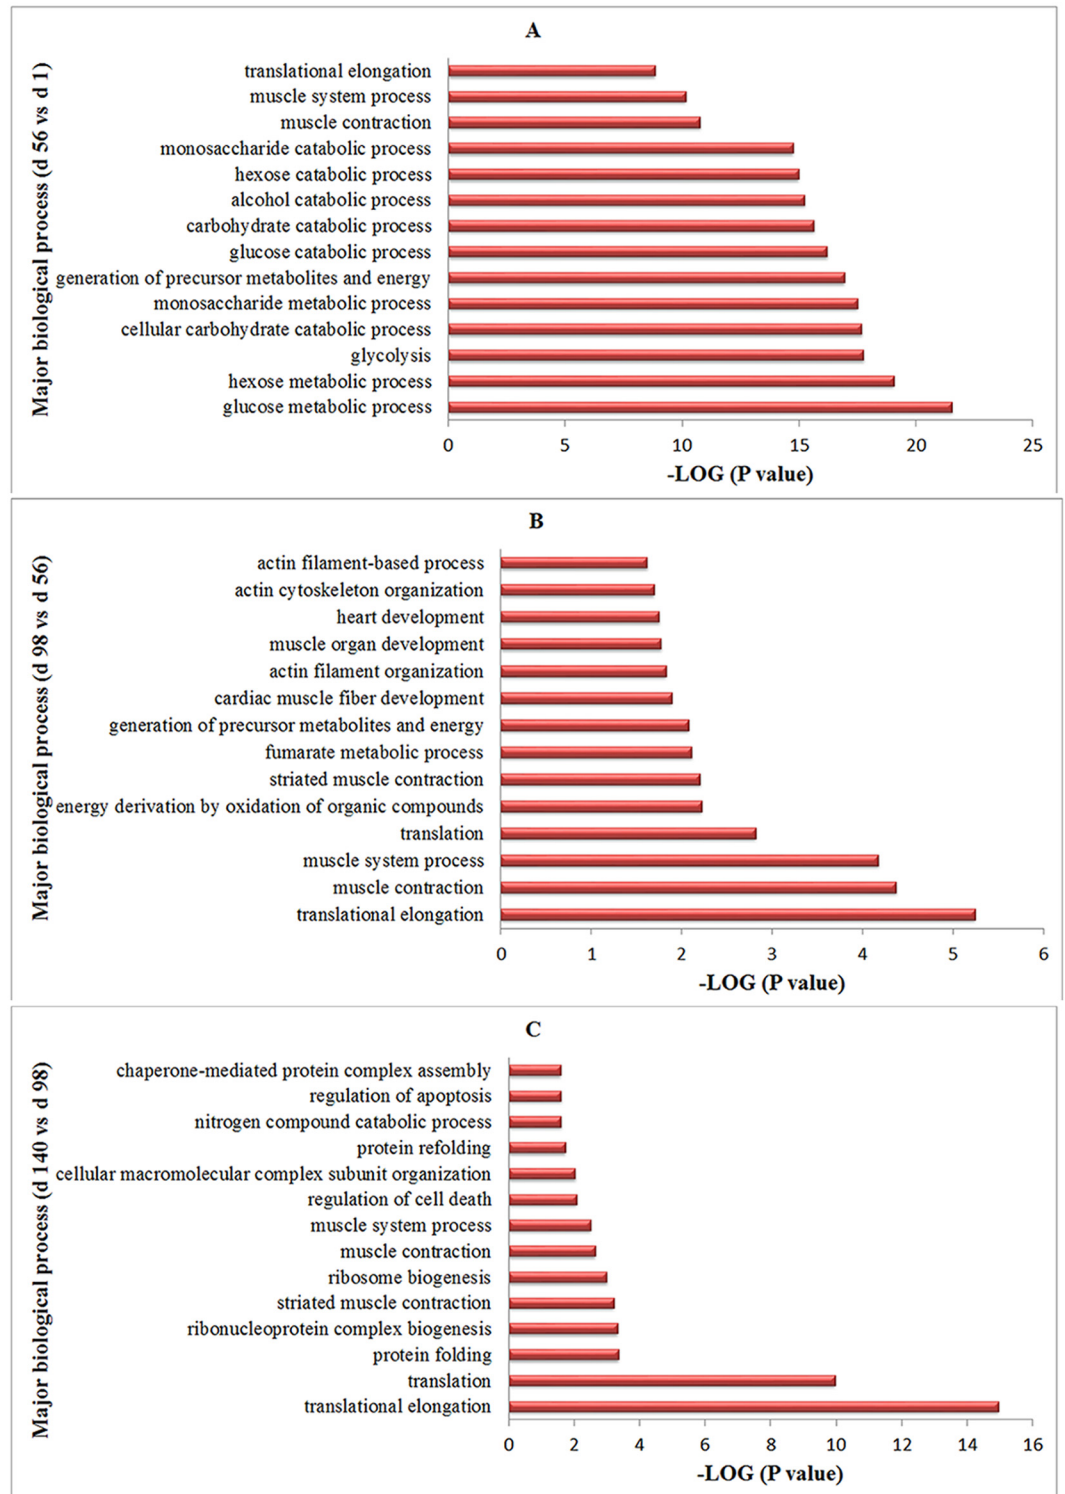 A
Major biological process (d 56 vs d 1)
translational elongation
muscle system process
muscle contraction
monosaccharide catabolic process
hexose catabolic process
alcohol catabolic process
carbohydrate catabolic process
glucose catabolic process
generation of precursor metabolites and energy
monosaccharide metabolic process
cellular carbohydrate catabolic process
glycolysis
hexose metabolic process
glucose metabolic process
0 5 10 15 20 25
-LOG (P value)
B
Major biological process (d 98 vs d 56)
actin filament-based process
actin cytoskeleton organization
heart development
muscle organ development
actin filament organization
cardiac muscle fiber development
generation of precursor metabolites and energy
fumarate metabolic process
striated muscle contraction
energy derivation by oxidation of organic compounds
translation
muscle system process
muscle contraction
translational elongation
0 1 2 3 4 5 6
-LOG (P value)
C
Major biological process (d 140 vs d 98)
chaperone-mediated protein complex assembly
regulation of apoptosis
nitrogen compound catabolic process
protein refolding
cellular macromolecular complex subunit organization
regulation of cell death
muscle system process
muscle contraction
ribosome biogenesis
striated muscle contraction
ribonucleoprotein complex biogenesis
protein folding
translation
translational elongation
0 2 4 6 8 10 12 14 16
-LOG (P value)